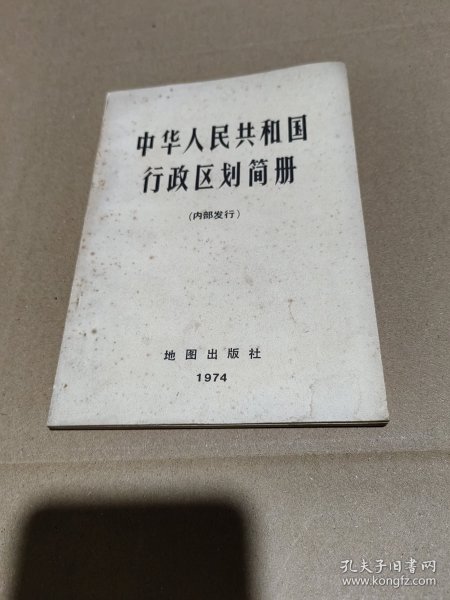 中华人民共和国
行政区划简册
(内部发行)
地图出版社
1974
孔夫子旧书网
www.kongfz.com